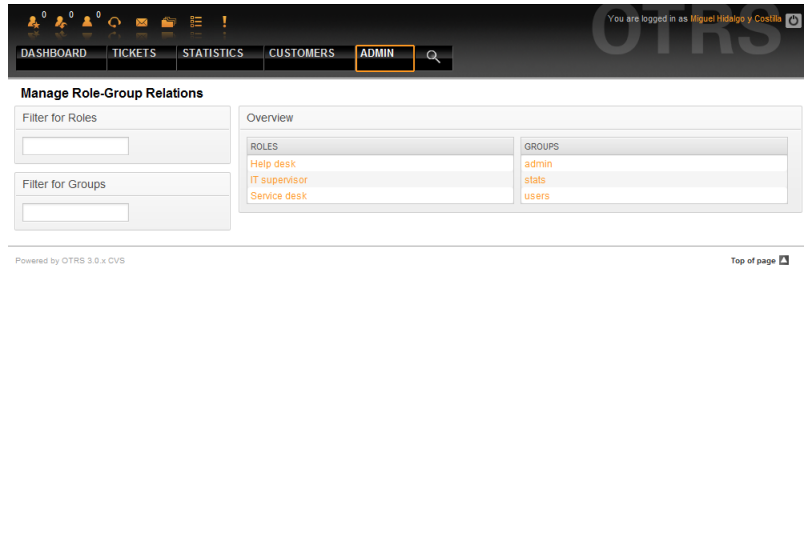 0 0 0 You are logged in as Miguel Hidalgo y Costilla
OTRS
DASHBOARD TICKETS STATISTICS CUSTOMERS ADMIN
Manage Role-Group Relations
Filter for Roles
Filter for Groups
Overview
ROLES GROUPS
Help desk admin
IT supervisor stats
Service desk users
Powered by OTRS 3.0.x CVS Top of page